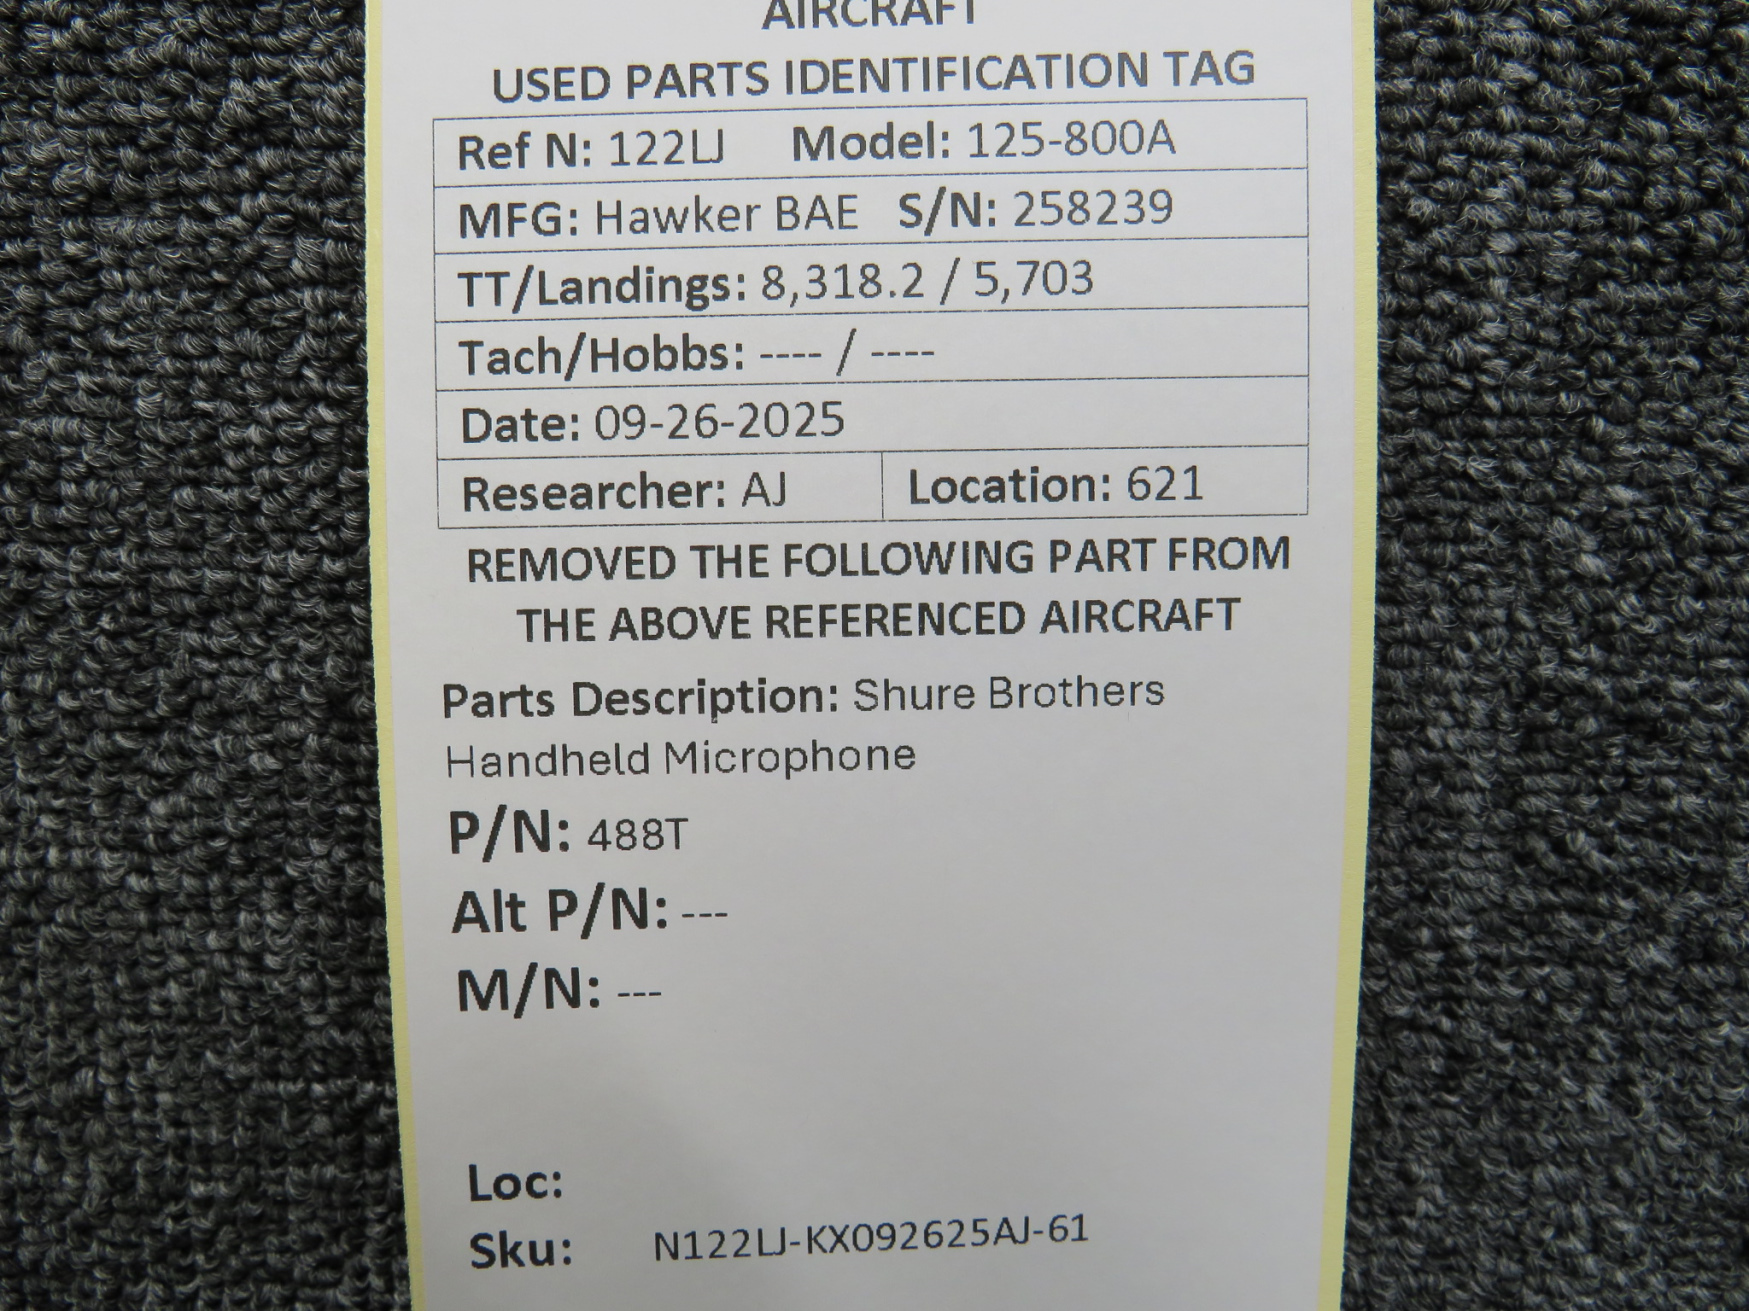 AIRCRAFT
USED PARTS IDENTIFICATION TAG
Ref N: 122LJ Model: 125-800A
MFG: Hawker BAE S/N: 258239
TT/Landings: 8,318.2 / 5,703
Tach/Hobbs: ---- / ----
Date: 09-26-2025
Researcher: AJ Location: 621
REMOVED THE FOLLOWING PART FROM
THE ABOVE REFERENCED AIRCRAFT
Parts Description: Shure Brothers
Handheld Microphone
P/N: 488T
Alt P/N: ---
M/N: ---
Loc:
Sku: N122LJ-KX092625AJ-61